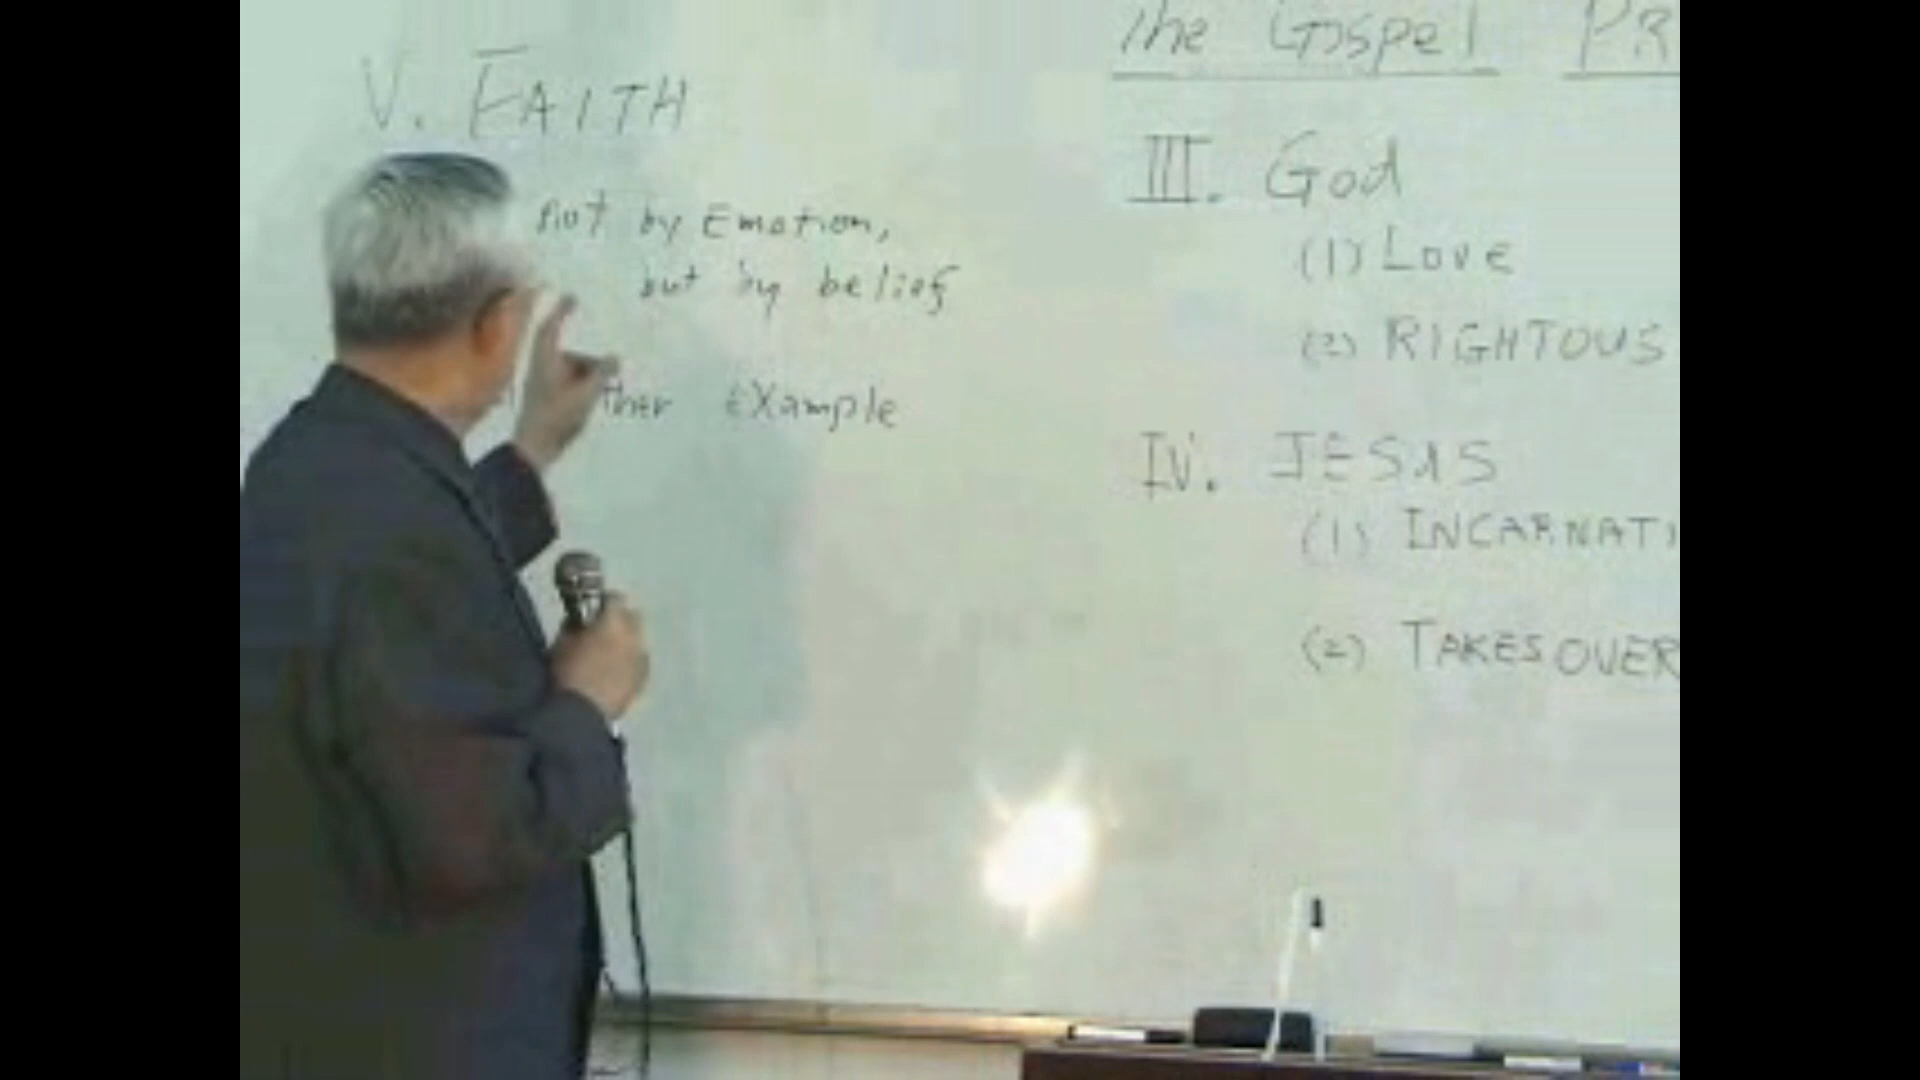 V. FAITH
not by Emotion,
but by belief
Example
The Gospel PR
III. God
(1) Love
(2) RIGHTOUS
IV. JESUS
(1) INCARNATI
(2) TAKES OVER